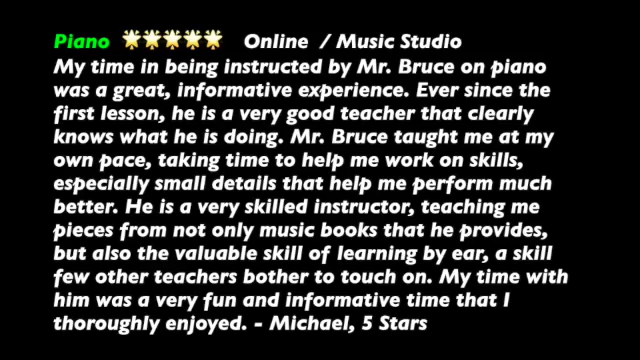 Piano 🌟🌟🌟🌟🌟 Online / Music Studio
My time in being instructed by Mr. Bruce on piano
was a great, informative experience. Ever since the
first lesson, he is a very good teacher that clearly
knows what he is doing. Mr. Bruce taught me at my
own pace, taking time to help me work on skills,
especially small details that help me perform much
better. He is a very skilled instructor, teaching me
pieces from not only music books that he provides,
but also the valuable skill of learning by ear, a skill
few other teachers bother to touch on. My time with
him was a very fun and informative time that I
thoroughly enjoyed. - Michael, 5 Stars